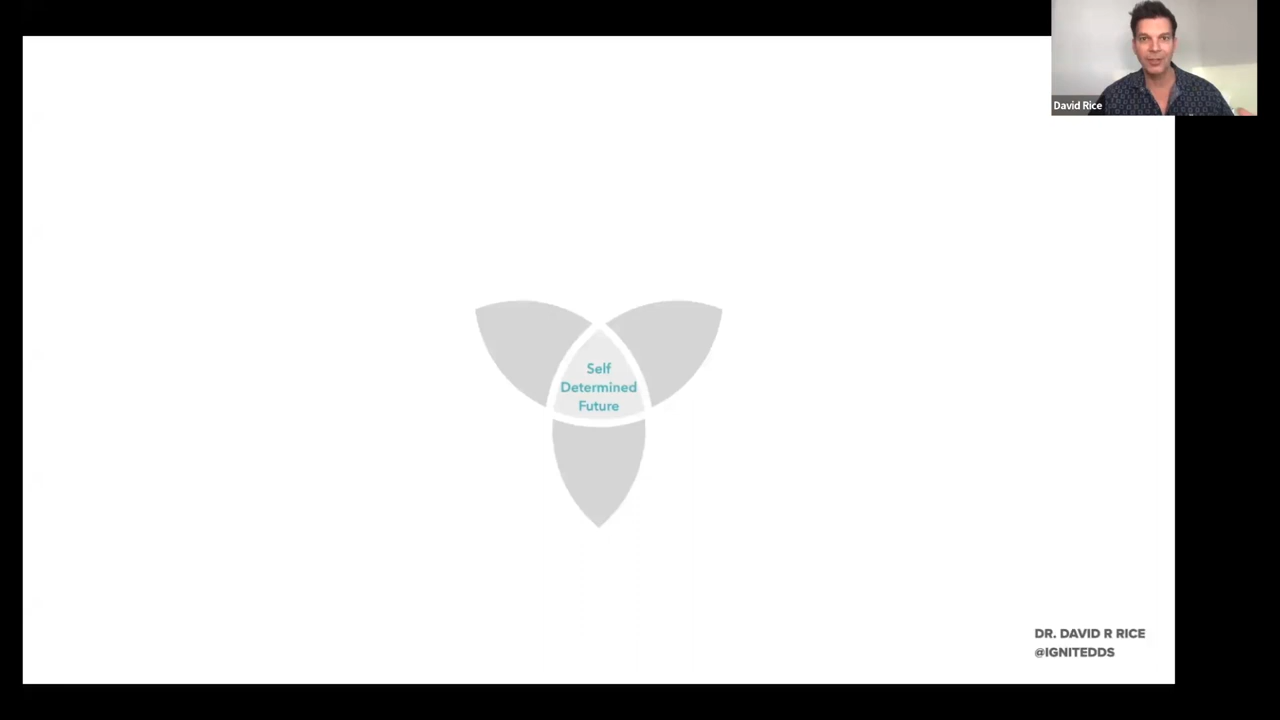 David Rice
Self
Determined
Future
DR. DAVID R RICE
@IGNITEDDS